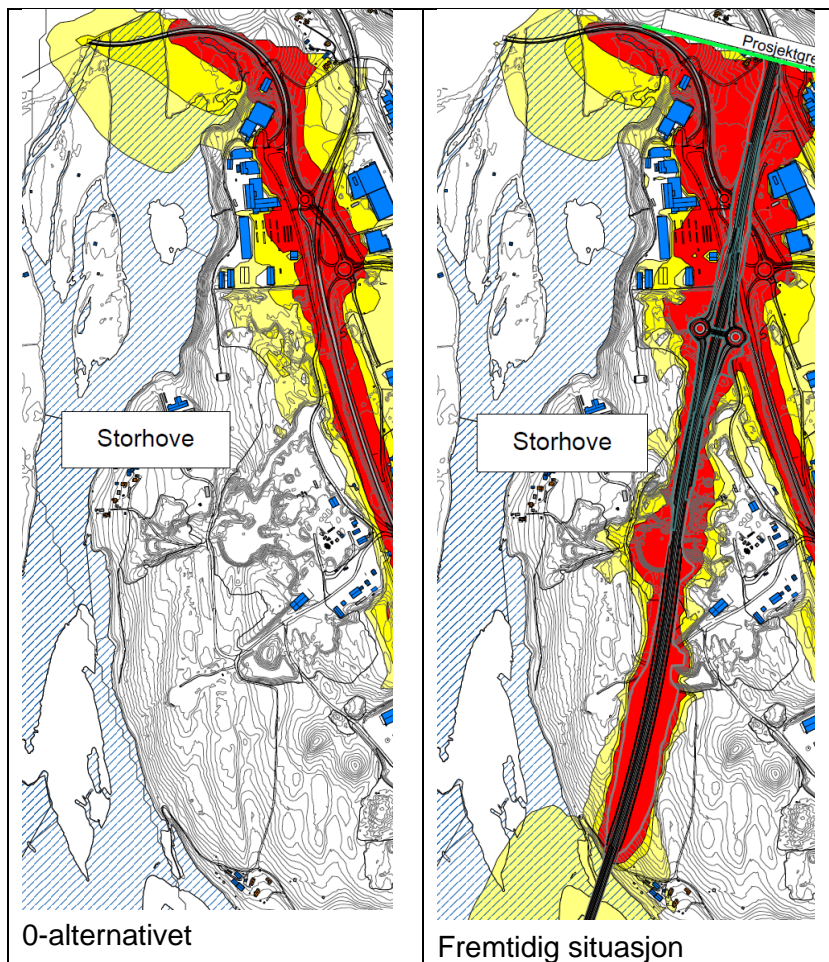 Storhove
0-alternativet
Prosjektgre
Storhove
Fremtidig situasjon